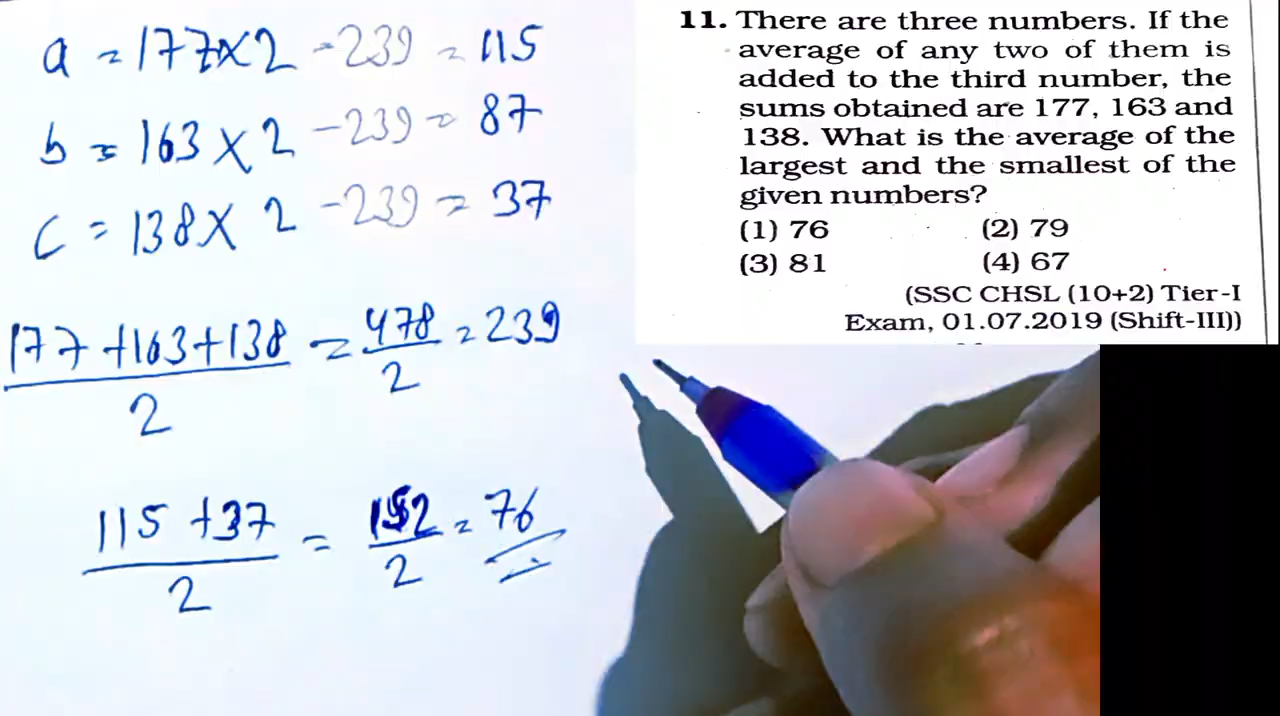 a = 177×2 - 239 = 115
b = 163 × 2 - 239 = 87
c = 138 × 2 - 239 = 37
177 + 163 + 138 = 478 = 239
2 2
115 + 37 = 152 = 76
2 2
11. There are three numbers. If the
average of any two of them is
added to the third number, the
sums obtained are 177, 163 and
138. What is the average of the
largest and the smallest of the
given numbers?
(1) 76 (2) 79
(3) 81 (4) 67
(SSC CHSL (10+2) Tier-I
Exam, 01.07.2019 (Shift-III))